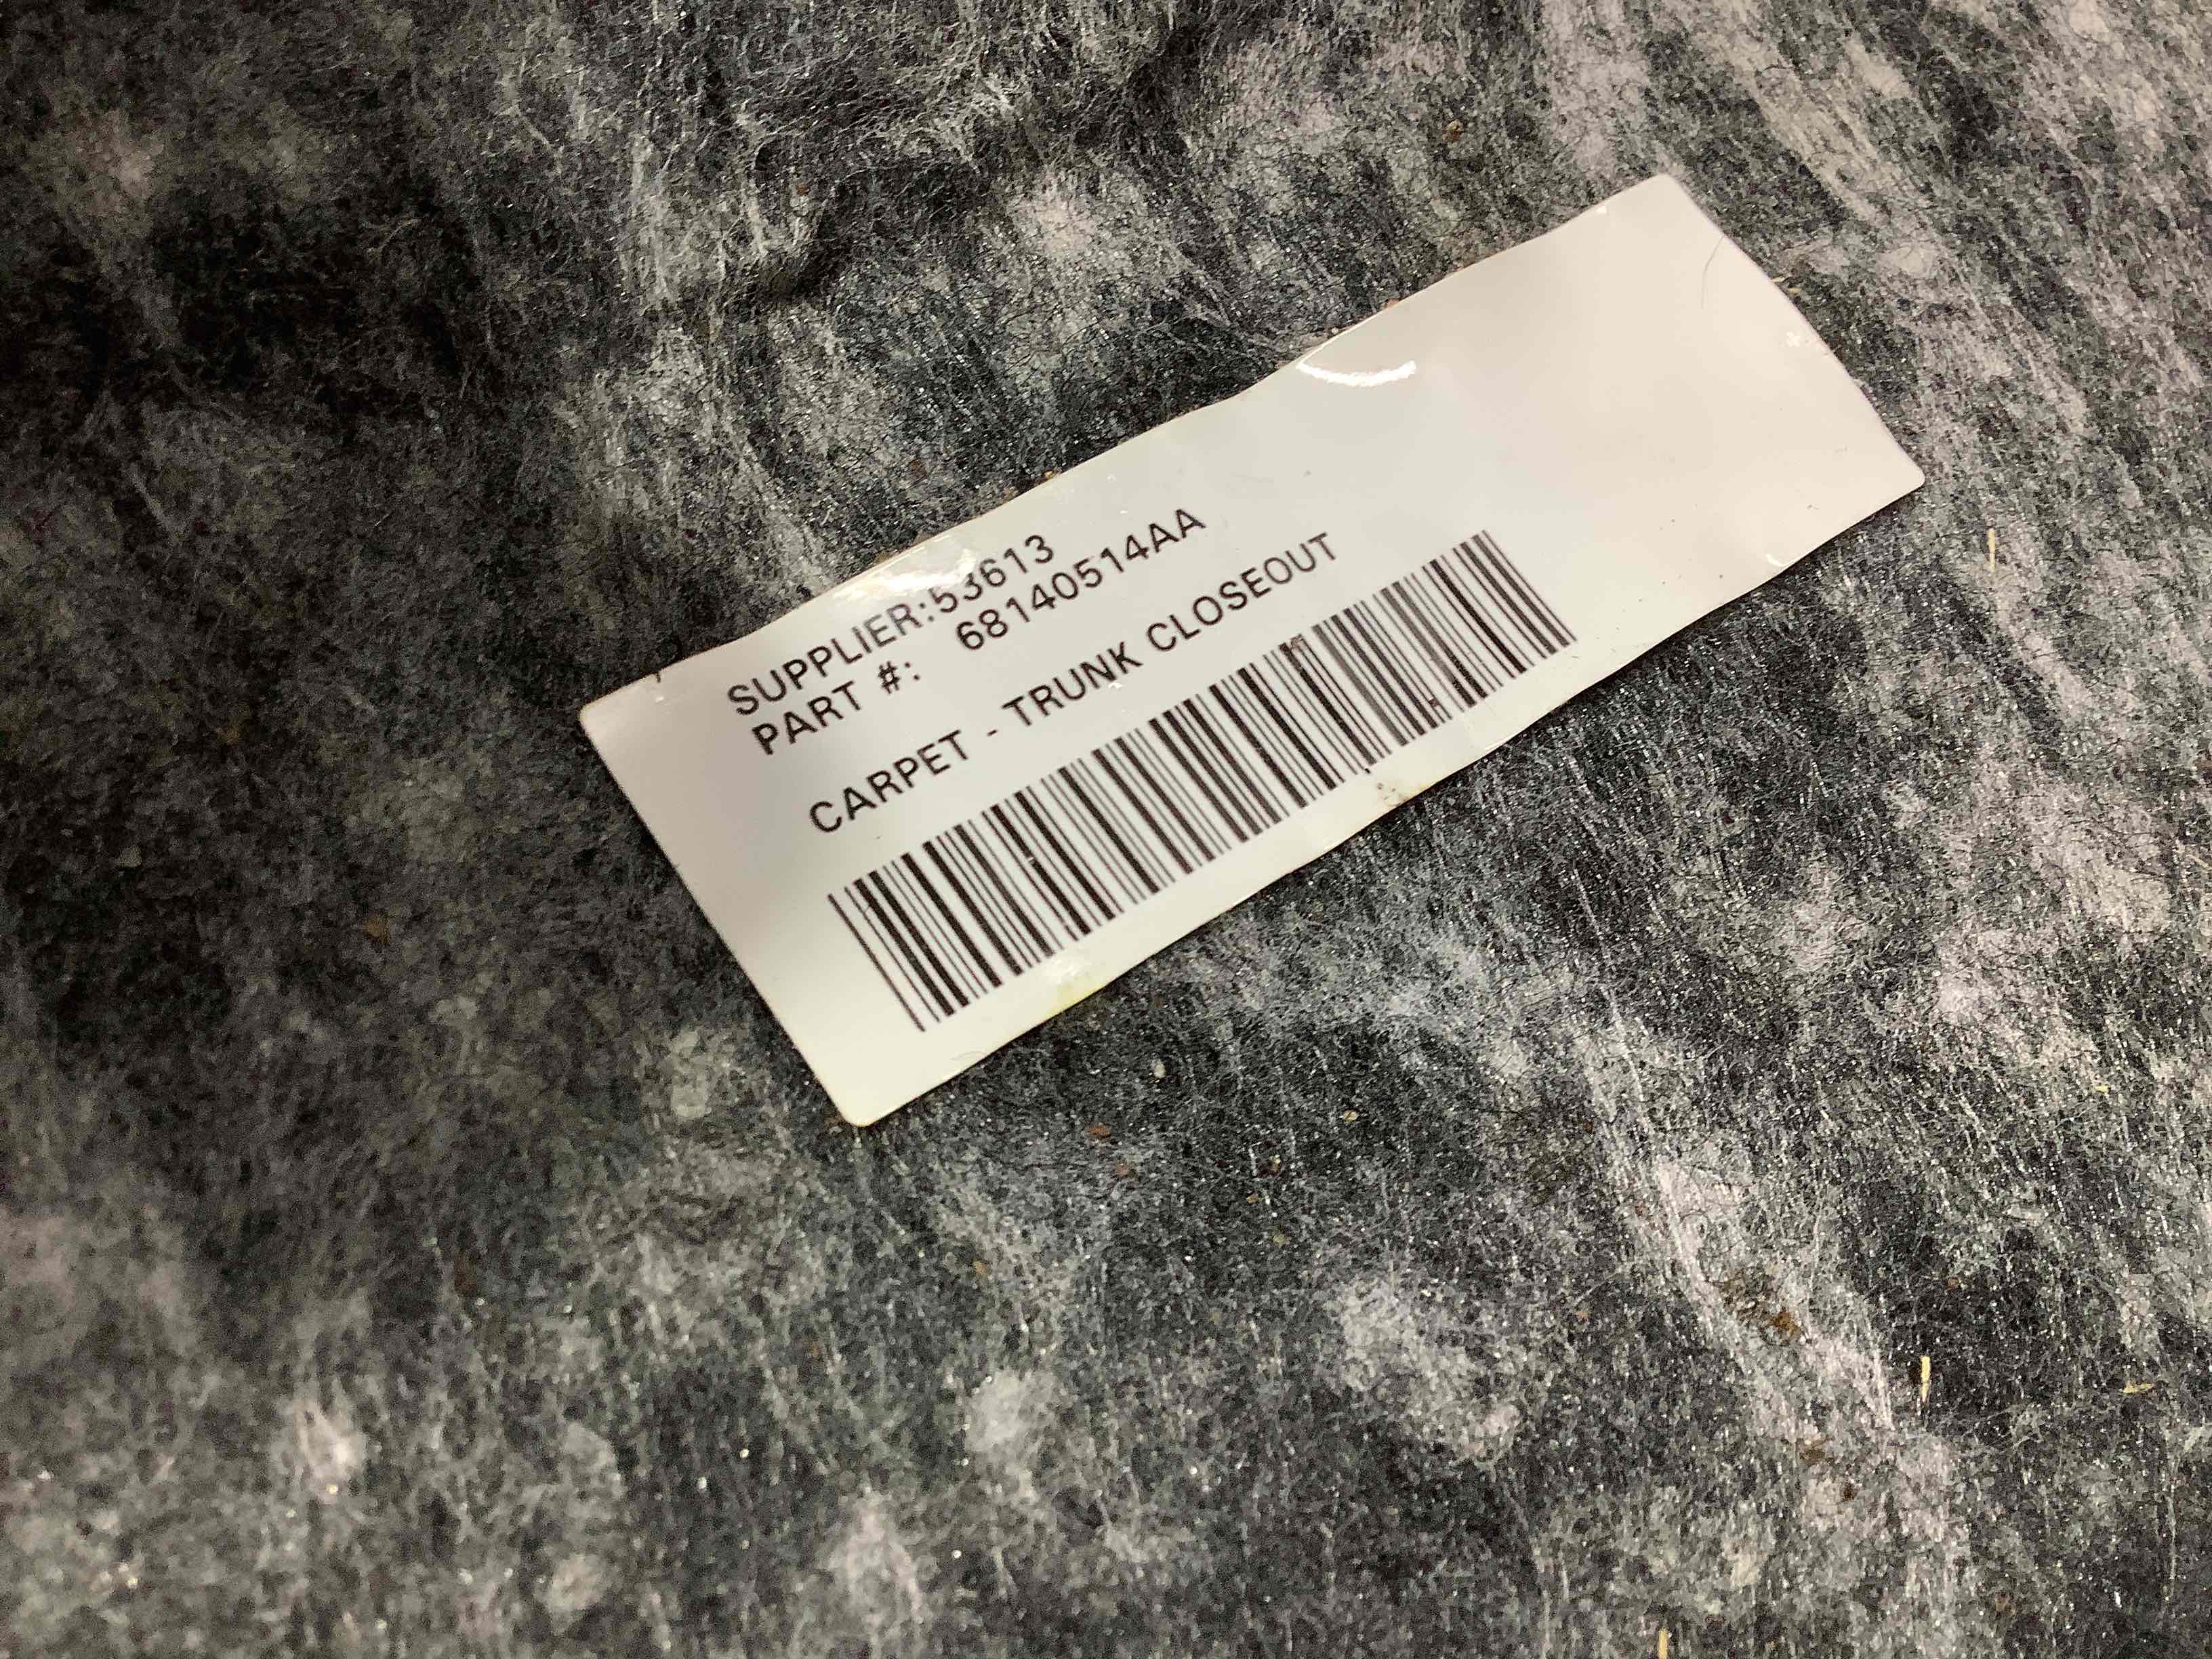 SUPPLIER:53613
PART #: 68140514AA
CARPET - TRUNK CLOSEOUT